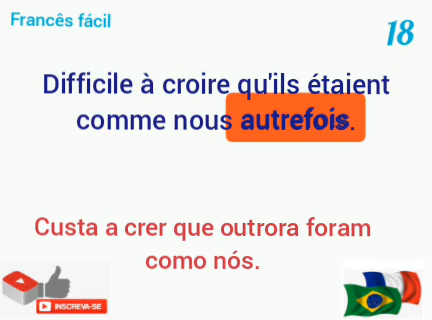 Francês fácil
18
Difficile à croire qu'ils étaient
comme nous autrefois.
Custa a crer que outrora foram
como nós.
INSCREVA-SE